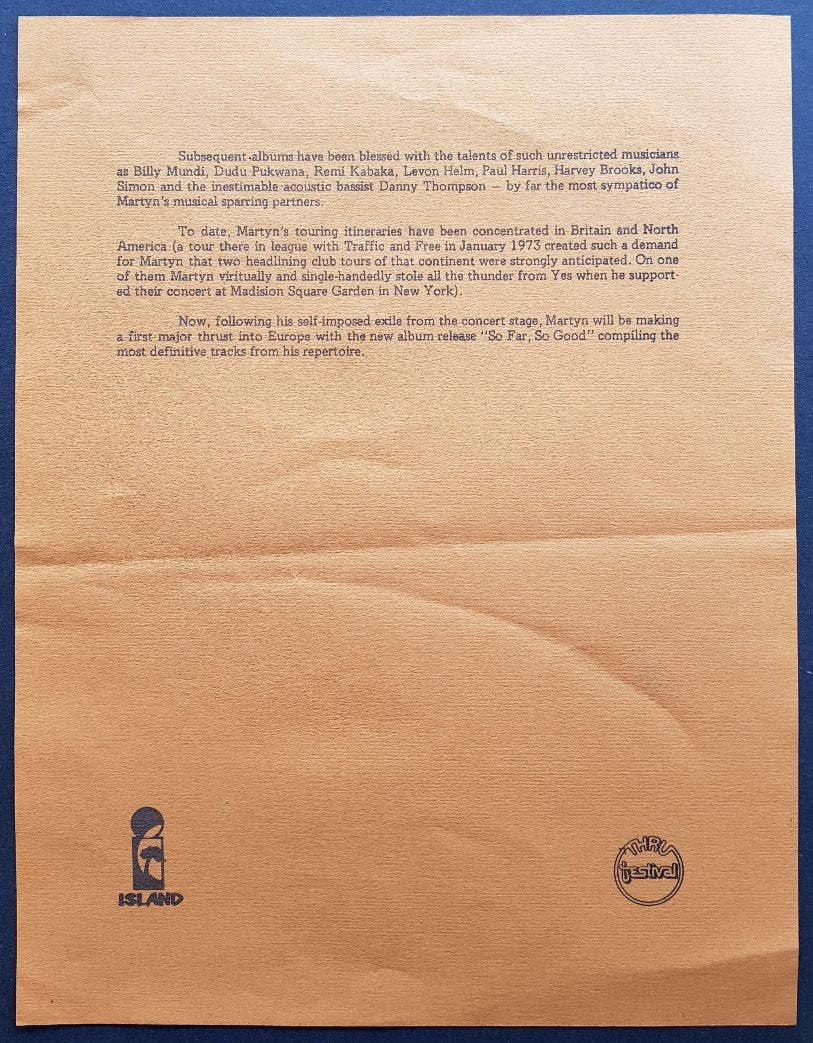 Subsequent albums have been blessed with the talents of such unrestricted musicians
as Billy Mundi, Dudu Pukwana, Remi Kabaka, Levon Helm, Paul Harris, Harvey Brooks, John
Simon and the inestimable acoustic bassist Danny Thompson — by far the most sympatico of
Martyn's musical sparring partners.
To date, Martyn's touring itineraries have been concentrated in Britain and North
America (a tour there in league with Traffic and Free in January 1973 created such a demand
for Martyn that two headlining club tours of that continent were strongly anticipated. On one
of them Martyn viritually and single-handedly stole all the thunder from Yes when he support-
ed their concert at Madision Square Garden in New York).
Now, following his self-imposed exile from the concert stage, Martyn will be making
a first major thrust into Europe with the new album release "So Far, So Good" compiling the
most definitive tracks from his repertoire.
ISLAND
THRU
festival